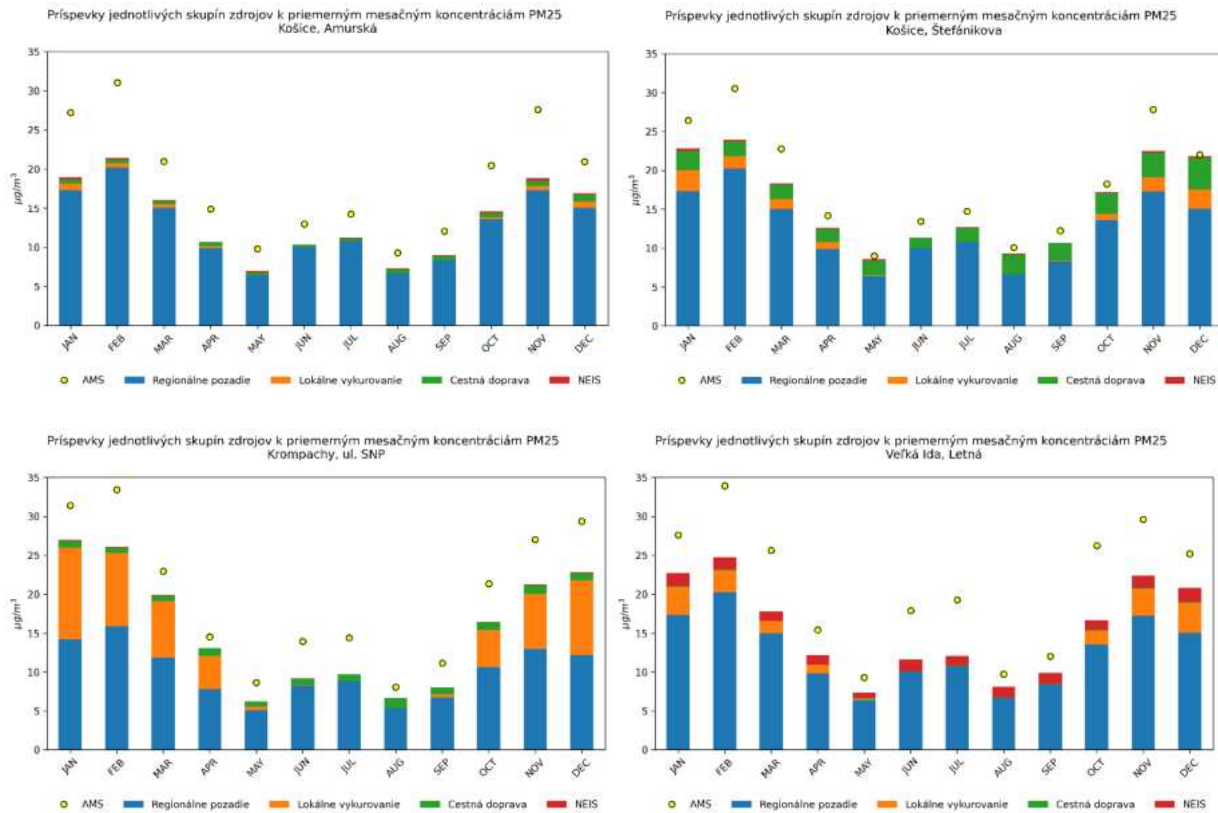 Príspevky jednotlivých skupín zdrojov k priemerným mesačným koncentráciám PM25
Košice, Amurská
35
30
25
20
15
10
5
0
µg/m³
JAN
FEB
MAR
APR
MAY
JUN
JUL
AUG
SEP
OCT
NOV
DEC
AMS
Regionálne pozadie
Lokálne vykurovanie
Cestná doprava
NEIS
Príspevky jednotlivých skupín zdrojov k priemerným mesačným koncentráciám PM25
Košice, Štefánikova
35
30
25
20
15
10
5
0
µg/m³
JAN
FEB
MAR
APR
MAY
JUN
JUL
AUG
SEP
OCT
NOV
DEC
AMS
Regionálne pozadie
Lokálne vykurovanie
Cestná doprava
NEIS
Príspevky jednotlivých skupín zdrojov k priemerným mesačným koncentráciám PM25
Krompachy, ul. SNP
35
30
25
20
15
10
5
0
µg/m³
JAN
FEB
MAR
APR
MAY
JUN
JUL
AUG
SEP
OCT
NOV
DEC
AMS
Regionálne pozadie
Lokálne vykurovanie
Cestná doprava
NEIS
Príspevky jednotlivých skupín zdrojov k priemerným mesačným koncentráciám PM25
Veľká Ida, Letná
35
30
25
20
15
10
5
0
µg/m³
JAN
FEB
MAR
APR
MAY
JUN
JUL
AUG
SEP
OCT
NOV
DEC
AMS
Regionálne pozadie
Lokálne vykurovanie
Cestná doprava
NEIS